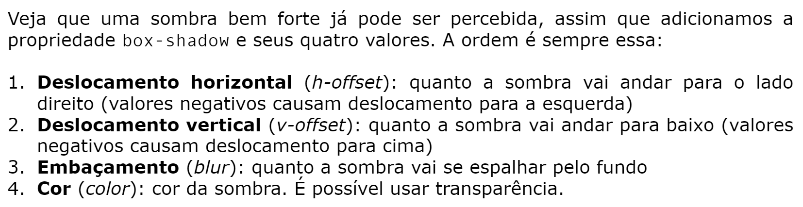 Veja que uma sombra bem forte já pode ser percebida, assim que adicionamos a
propriedade box-shadow e seus quatro valores. A ordem é sempre essa:
1. Deslocamento horizontal (h-offset): quanto a sombra vai andar para o lado
direito (valores negativos causam deslocamento para a esquerda)
2. Deslocamento vertical (v-offset): quanto a sombra vai andar para baixo (valores
negativos causam deslocamento para cima)
3. Embaçamento (blur): quanto a sombra vai se espalhar pelo fundo
4. Cor (color): cor da sombra. É possível usar transparência.